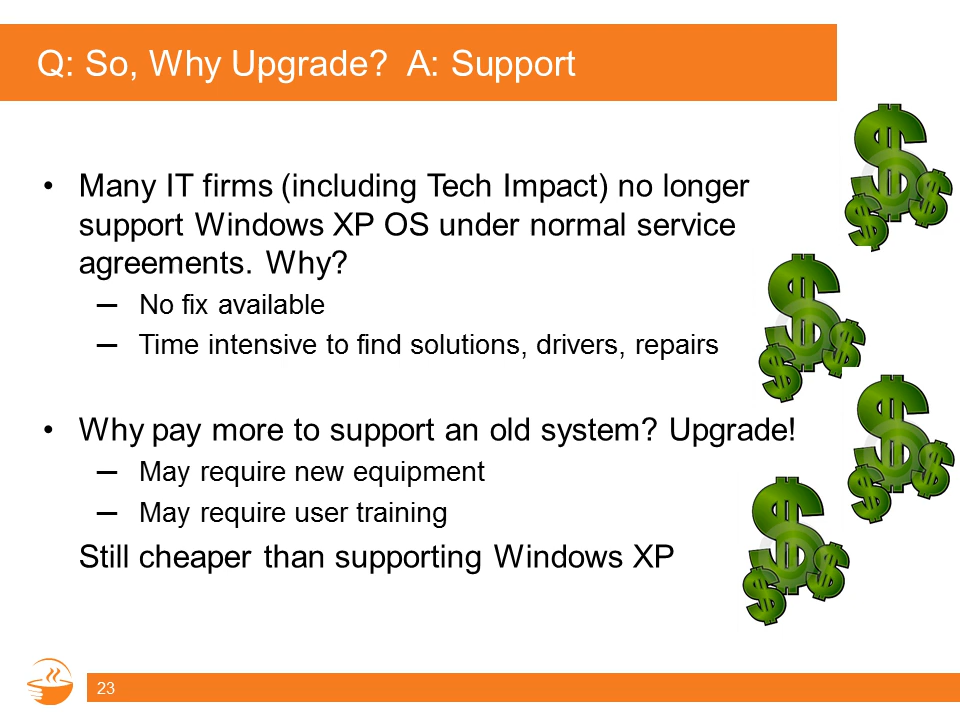 Q: So, Why Upgrade?  A: Support
• Many IT firms (including Tech Impact) no longer
support Windows XP OS under normal service
agreements.  Why?
─ No fix available
─ Time intensive to find solutions, drivers, repairs
• Why pay more to support an old system? Upgrade!
─ May require new equipment
─ May require user training
Still cheaper than supporting Windows XP
23